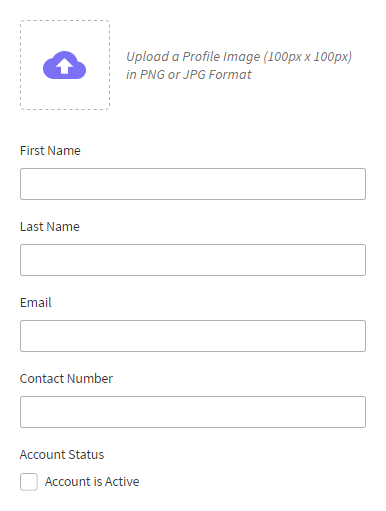 Upload a Profile Image (100px x 100px)
in PNG or JPG Format
First Name
Last Name
Email
Contact Number
Account Status
Account is Active